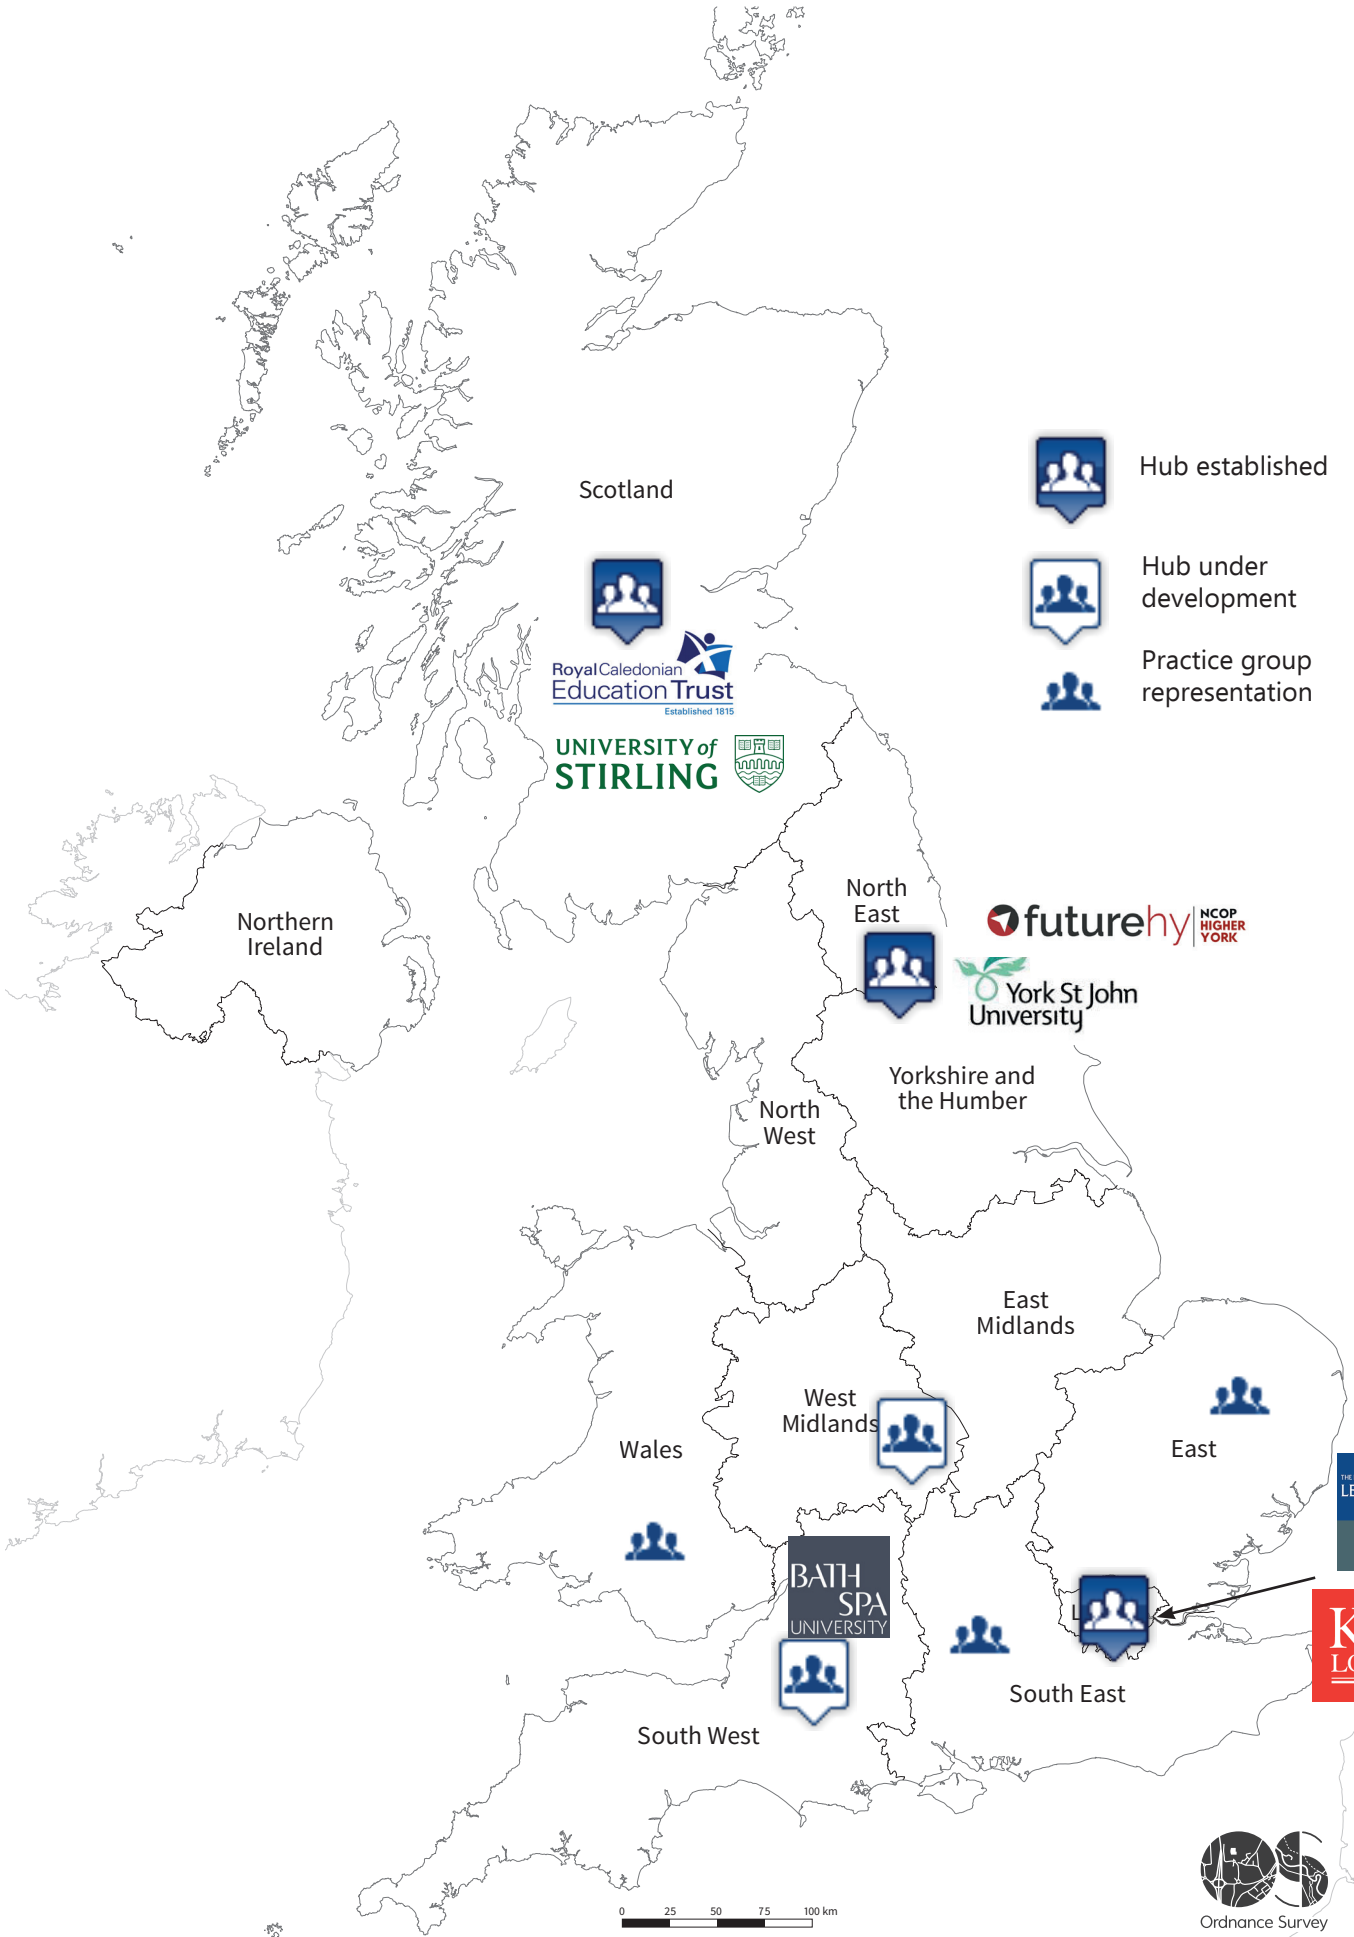 Hub established
Scotland
Hub under
development
Practice group
representation
Royal Caledonian
Education Trust
Established 1815
UNIVERSITY of
STIRLING
North
East
futurehy
NCOP
HIGHER
YORK
Northern
Ireland
York St John
University
Yorkshire and
the Humber
North
West
East
Midlands
West
Midlands
Wales
East
THE
LE
BATH
SPA
UNIVERSITY
L
K
LO
South East
South West
0 25 50 75 100 km
Ordnance Survey